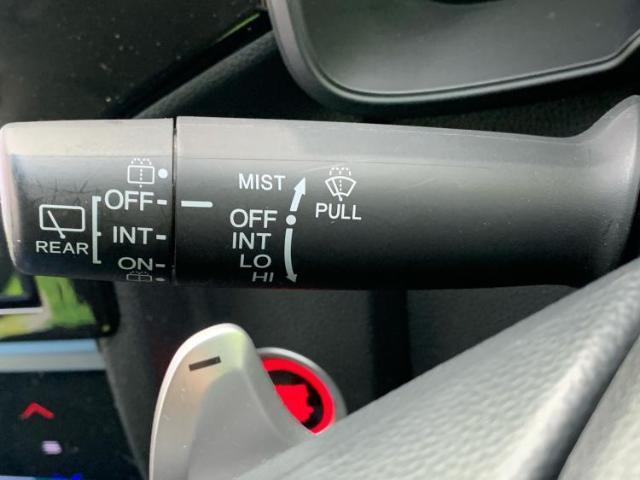 OFF
INT
ON
REAR
MIST
OFF
INT
LO
HI
PULL